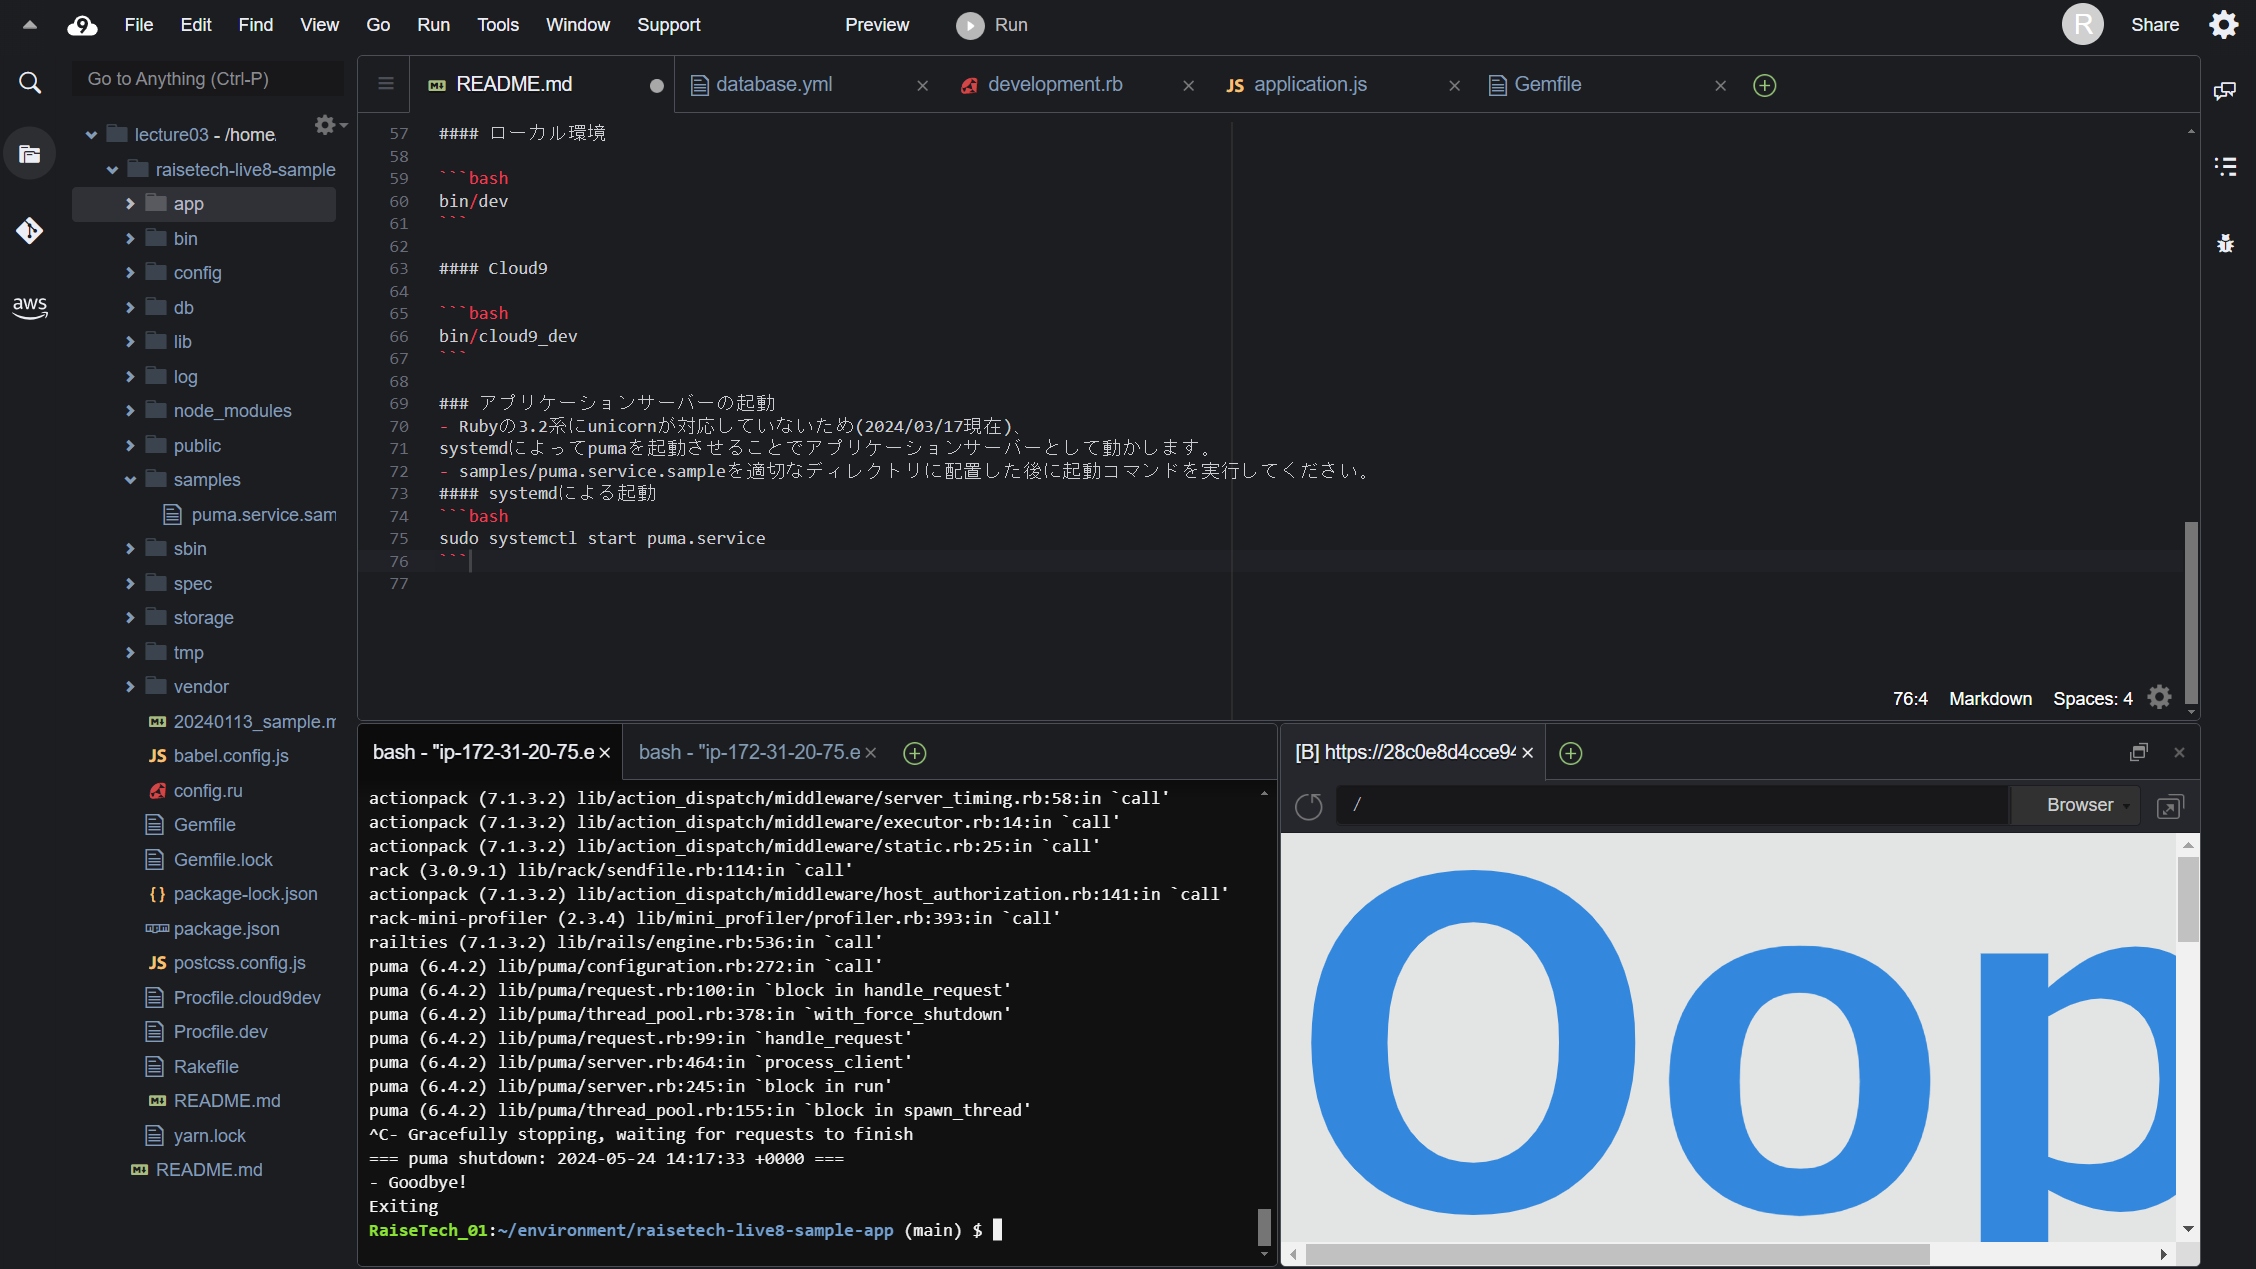 File Edit Find View Go Run Tools Window Support Preview Run R Share
Go to Anything (Ctrl-P)
README.md database.yml development.rb JS application.js Gemfile
aws
lecture03 - /home
raisetech-live8-sample
app
bin
config
db
lib
log
node_modules
public
samples
puma.service.sam
sbin
spec
storage
tmp
vendor
20240113_sample.m
JS babel.config.js
config.ru
Gemfile
Gemfile.lock
{} package-lock.json
package.json
JS postcss.config.js
Procfile.cloud9dev
Procfile.dev
Rakefile
README.md
yarn.lock
README.md
57 #### ローカル環境
58
59 ```bash
60 bin/dev
61 ```
62
63 #### Cloud9
64
65 ```bash
66 bin/cloud9_dev
67 ```
68
69 ### アプリケーションサーバーの起動
70 - Rubyの3.2系にunicornが対応していないため(2024/03/17現在)、
71 systemdによってpumaを起動させることでアプリケーションサーバーとして動かします。
72 - samples/puma.service.sampleを適切なディレクトリに配置した後に起動コマンドを実行してください。
73 #### systemdによる起動
74 ```bash
75 sudo systemctl start puma.service
76 ```
77
76:4 Markdown Spaces: 4
bash - "ip-172-31-20-75.e bash - "ip-172-31-20-75.e
actionpack (7.1.3.2) lib/action_dispatch/middleware/server_timing.rb:58:in `call'
actionpack (7.1.3.2) lib/action_dispatch/middleware/executor.rb:14:in `call'
actionpack (7.1.3.2) lib/action_dispatch/middleware/static.rb:25:in `call'
rack (3.0.9.1) lib/rack/sendfile.rb:114:in `call'
actionpack (7.1.3.2) lib/action_dispatch/middleware/host_authorization.rb:141:in `call'
rack-mini-profiler (2.3.4) lib/mini_profiler/profiler.rb:393:in `call'
railties (7.1.3.2) lib/rails/engine.rb:536:in `call'
puma (6.4.2) lib/puma/configuration.rb:272:in `call'
puma (6.4.2) lib/puma/request.rb:100:in `block in handle_request'
puma (6.4.2) lib/puma/thread_pool.rb:378:in `with_force_shutdown'
puma (6.4.2) lib/puma/request.rb:99:in `handle_request'
puma (6.4.2) lib/puma/server.rb:464:in `process_client'
puma (6.4.2) lib/puma/server.rb:245:in `block in run'
puma (6.4.2) lib/puma/thread_pool.rb:155:in `block in spawn_thread'
^C- Gracefully stopping, waiting for requests to finish
=== puma shutdown: 2024-05-24 14:17:33 +0000 ===
- Goodbye!
Exiting
RaiseTech_01:~/environment/raisetech-live8-sample-app (main) $
[B] https://28c0e8d4cce94
/ Browser
Oop